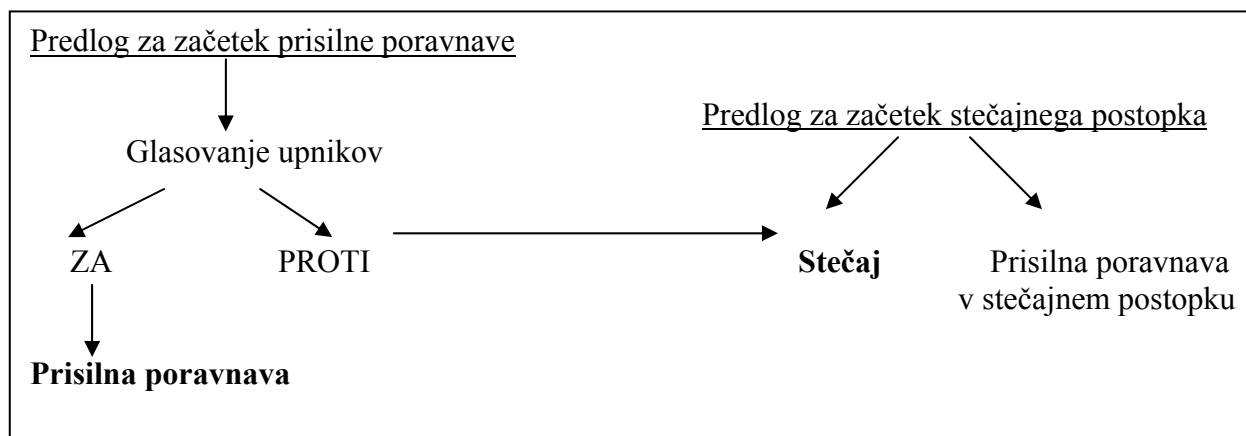 Predlog za začetek prisilne poravnave
Predlog za začetek stečajnega postopka
Glasovanje upnikov
ZA
PROTI
Stečaj
Prisilna poravnava
v stečajnem postopku
Prisilna poravnava